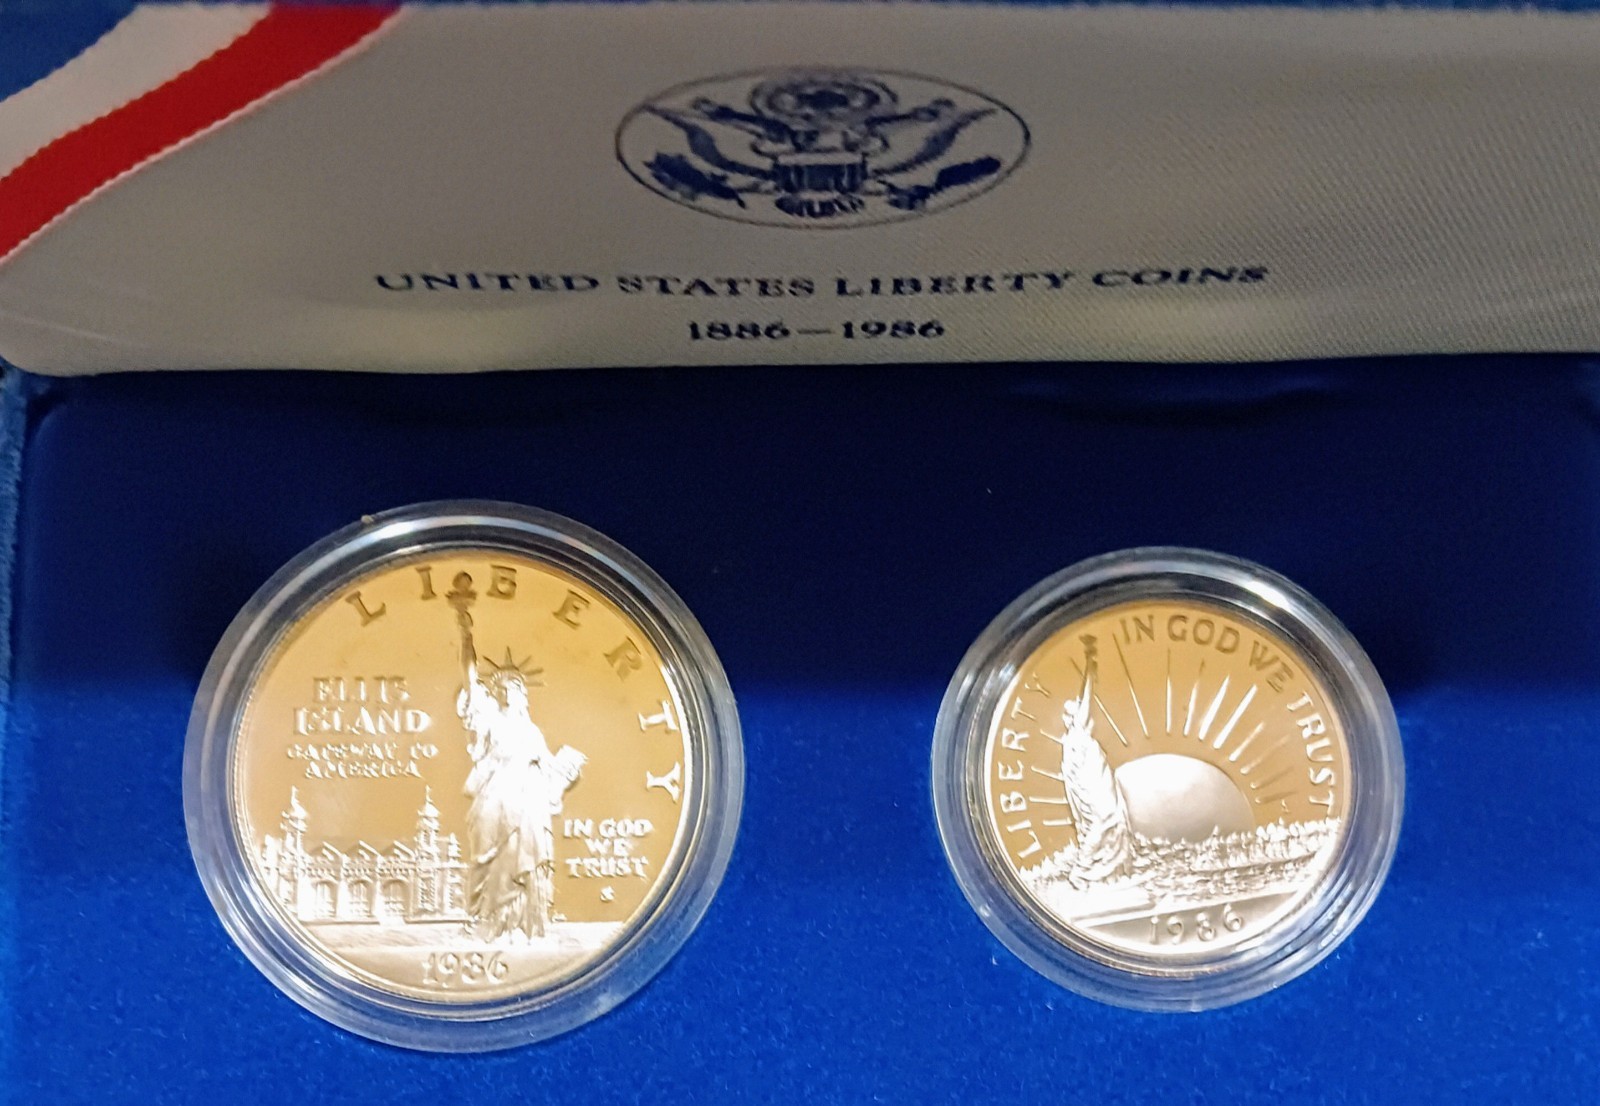 UNITED STATES LIBERTY COINS
1886—1986
LIBERTY
ELLIS
ISLAND
GATEWAY TO
AMERICA
IN GOD
WE
TRUST
S
1986
LIBERTY
IN GOD WE TRUST
1986